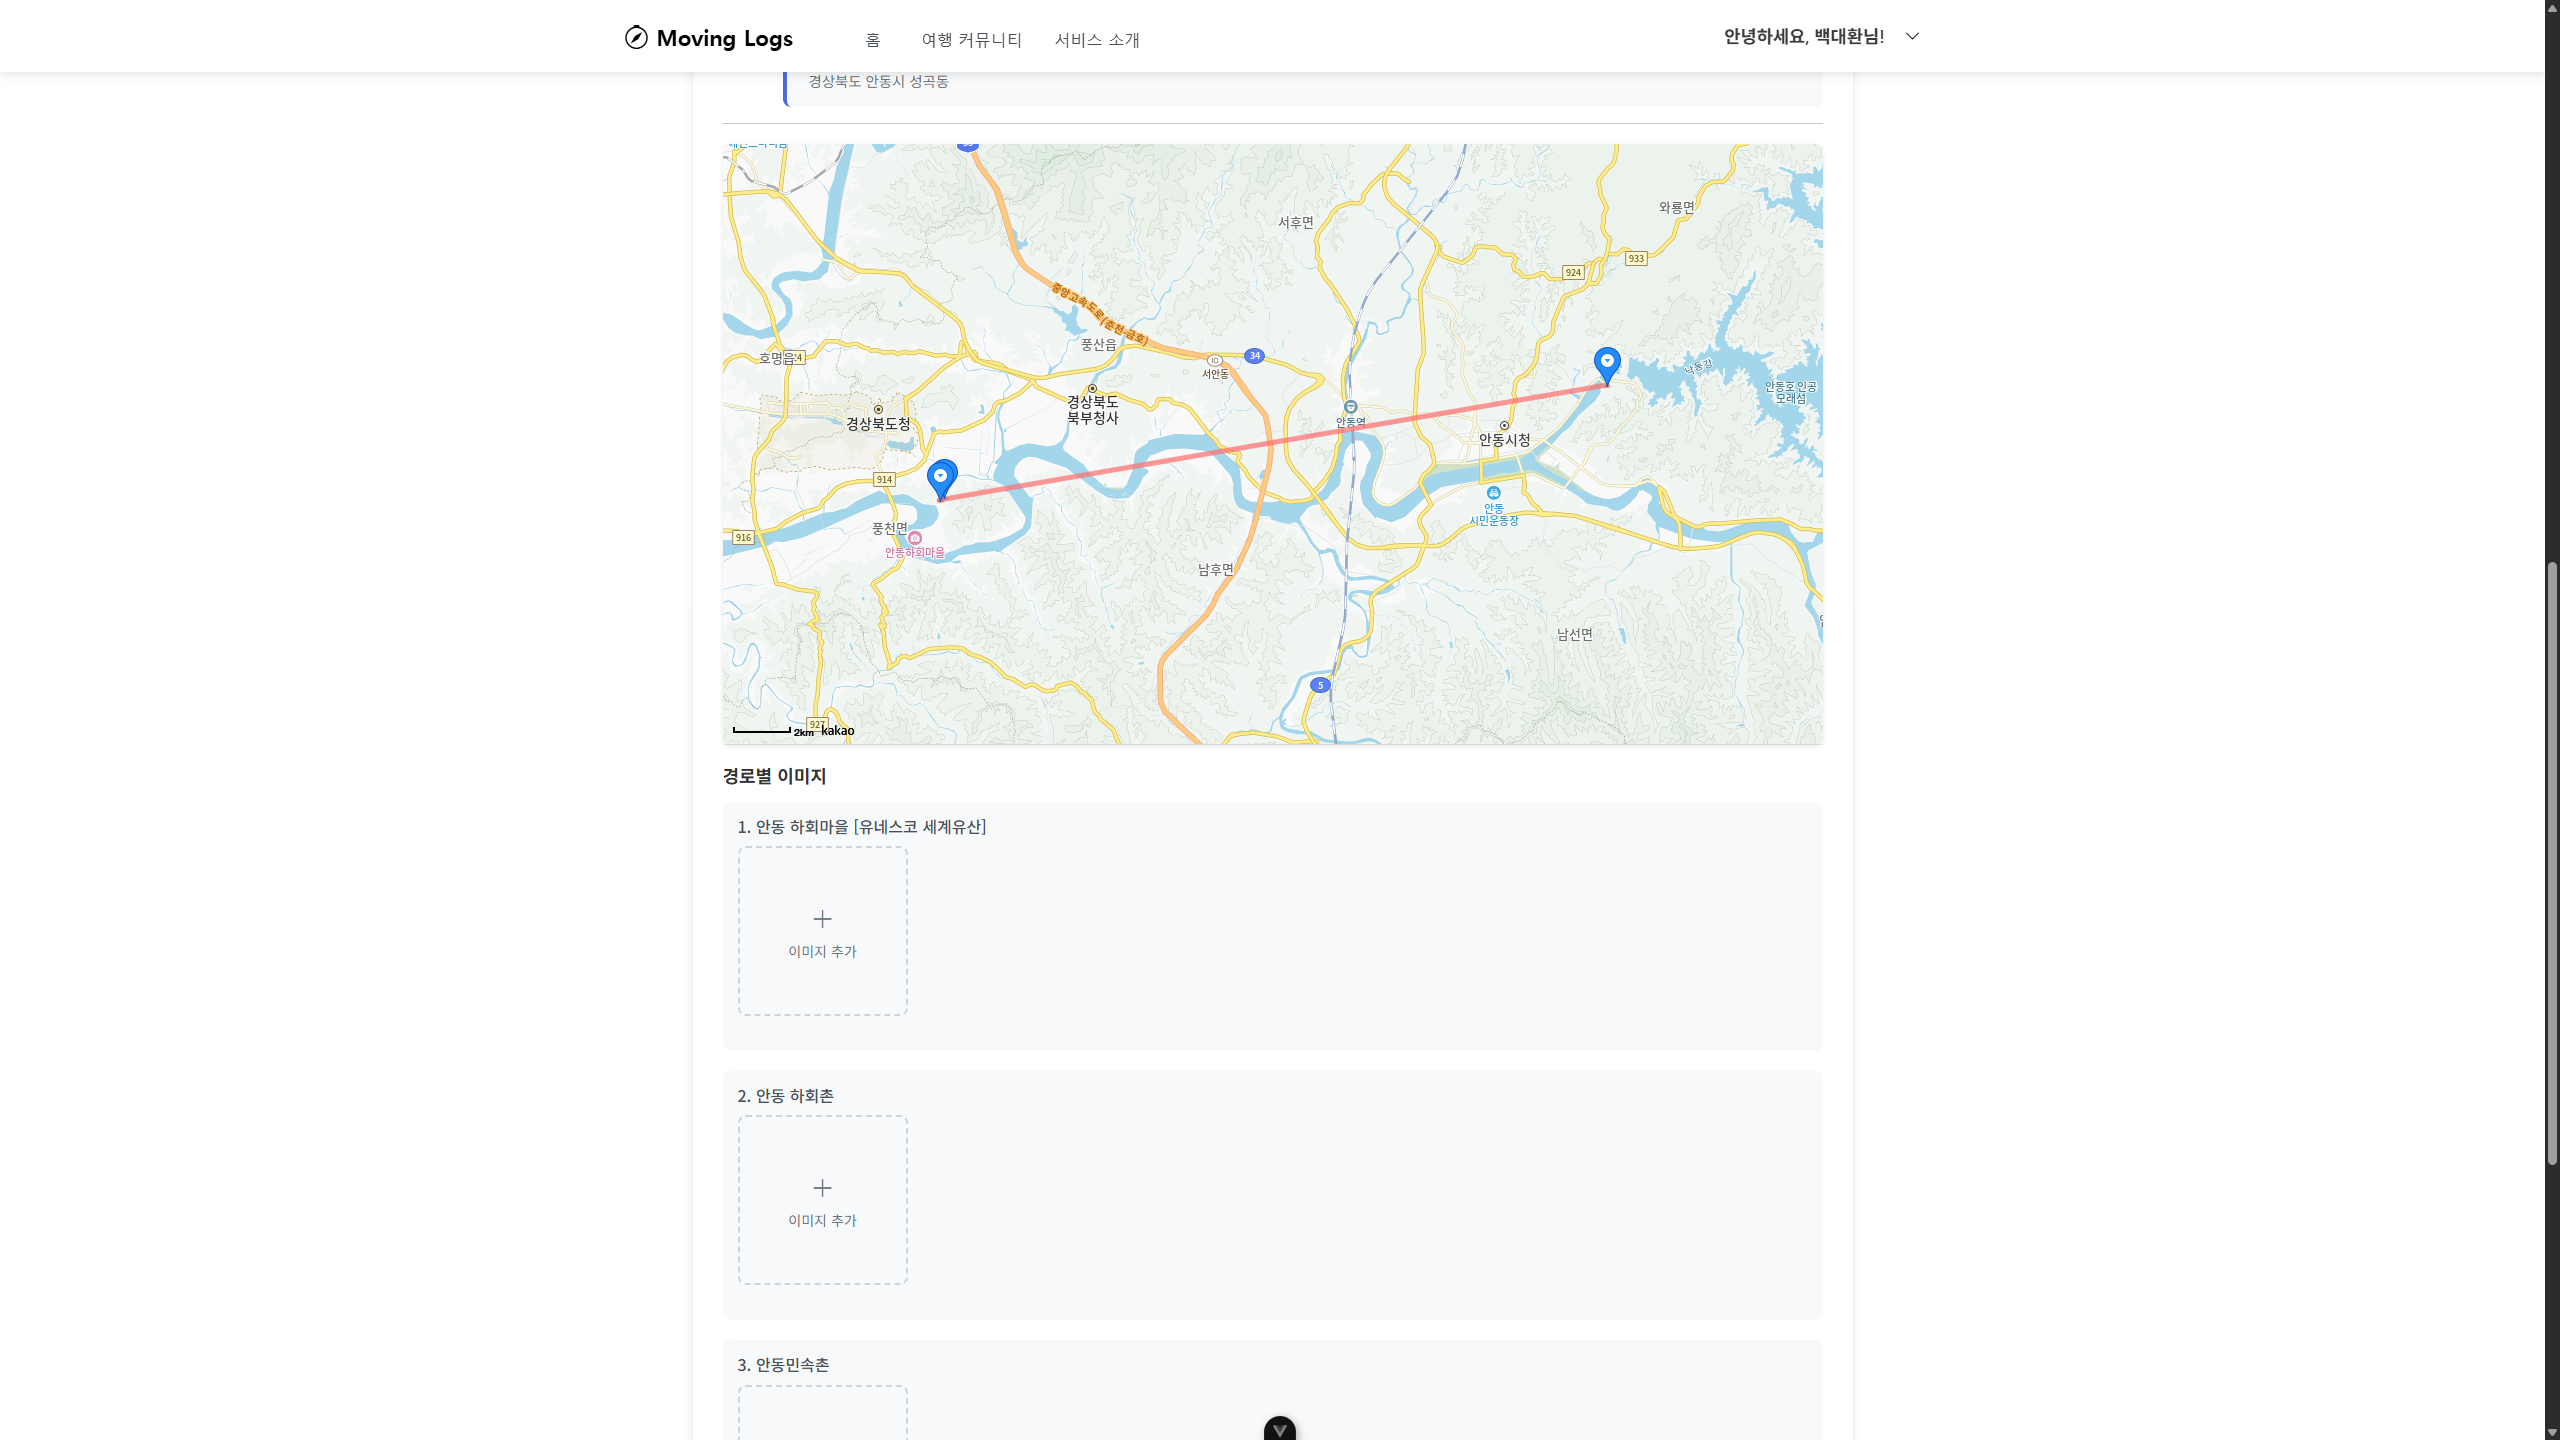 Moving Logs
홈
여행 커뮤니티
서비스 소개
안녕하세요, 백대환님!
경상북도 안동시 성곡동
와룡면
서후면
933
924
중앙고속도로(춘천-금호)
풍산읍
호명읍
34
IC
서안동
낙동강
안동호 인공
모래섬
경상북도
북부청사
경상북도청
안동역
안동시청
914
안동
시민운동장
풍천면
916
안동하회마을
남후면
남선면
5
927
2km
kakao
경로별 이미지
1. 안동 하회마을 [유네스코 세계유산]
이미지 추가
2. 안동 하회촌
이미지 추가
3. 안동민속촌